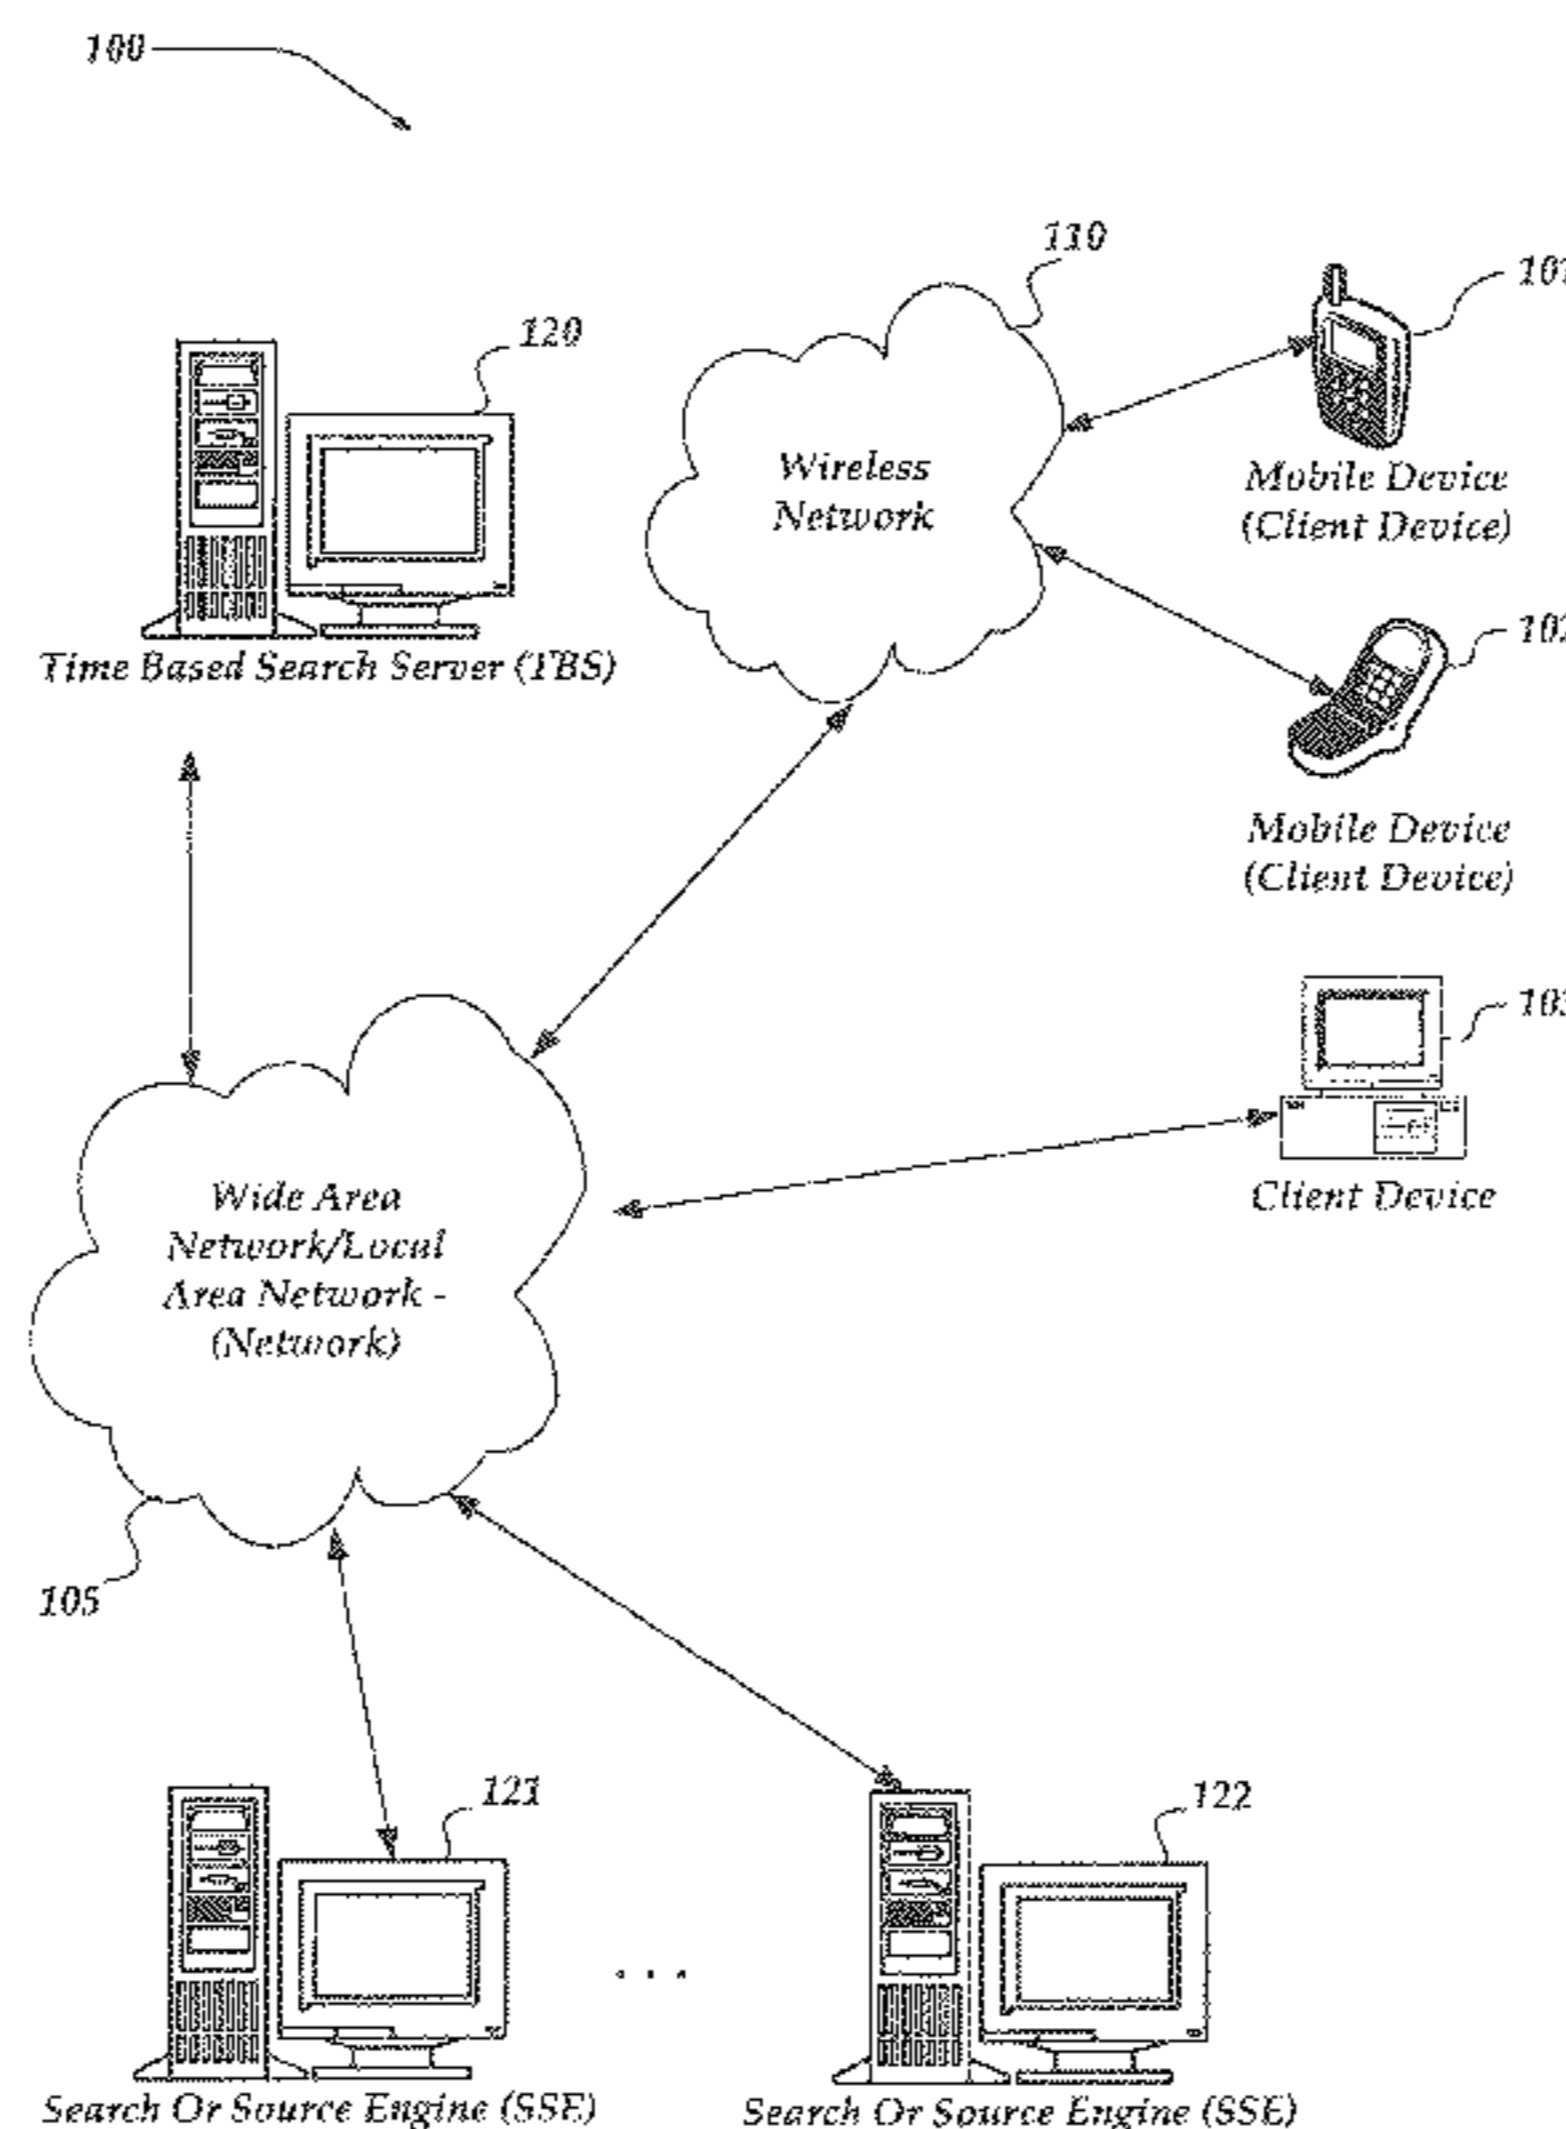 100
110
101
120
Wireless
Network
Mobile Device
(Client Device)
102
Time Based Search Server (TBS)
Mobile Device
(Client Device)
103
Client Device
Wide Area
Network/Local
Area Network -
(Network)
105
121
122
. . .
Search Or Source Engine (SSE)
Search Or Source Engine (SSE)